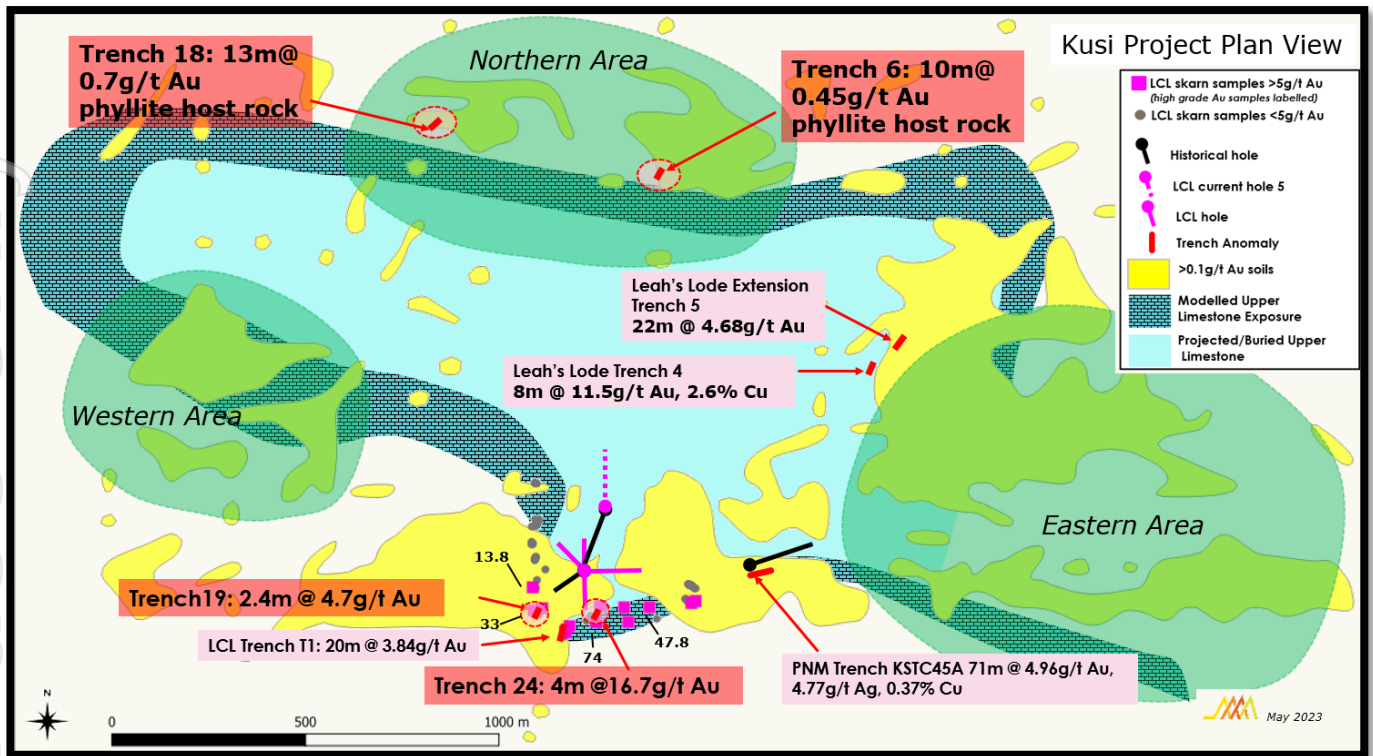 Kusi Project Plan View
Trench 18: 13m@
0.7g/t Au
phyllite host rock
Northern Area
Trench 6: 10m@
0.45g/t Au
phyllite host rock
LCL skarn samples >5g/t Au
(high grade Au samples labelled)
LCL skarn samples <5g/t Au
Historical hole
LCL current hole 5
LCL hole
Trench Anomaly
>0.1g/t Au soils
Modelled Upper
Limestone Exposure
Projected/Buried Upper
Limestone
Leah's Lode Extension
Trench 5
22m @ 4.68g/t Au
Leah's Lode Trench 4
8m @ 11.5g/t Au, 2.6% Cu
Western Area
Eastern Area
13.8
Trench19: 2.4m @ 4.7g/t Au
33
LCL Trench T1: 20m @ 3.84g/t Au
74
47.8
Trench 24: 4m @16.7g/t Au
PNM Trench KSTC45A 71m @ 4.96g/t Au,
4.77g/t Ag, 0.37% Cu
N
0 500 1000 m
May 2023